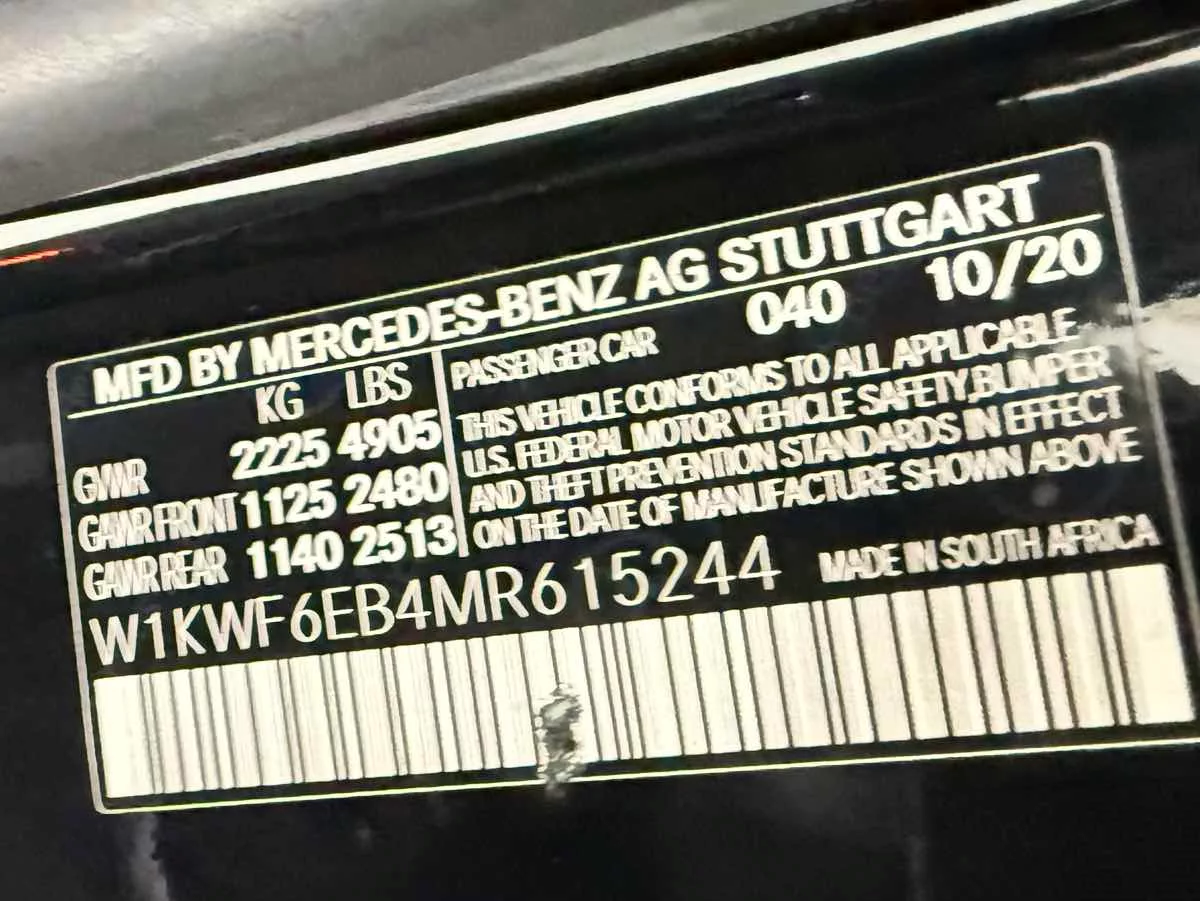 MFD BY MERCEDES-BENZ AG STUTTGART
KG LBS
GVWR 2225 4905
GAWR FRONT 1125 2480
GAWR REAR 1140 2513
PASSENGER CAR 040 10/20
THIS VEHICLE CONFORMS TO ALL APPLICABLE
U.S. FEDERAL MOTOR VEHICLE SAFETY,BUMPER
AND THEFT PREVENTION STANDARDS IN EFFECT
ON THE DATE OF MANUFACTURE SHOWN ABOVE
W1KWF6EB4MR615244 MADE IN SOUTH AFRICA